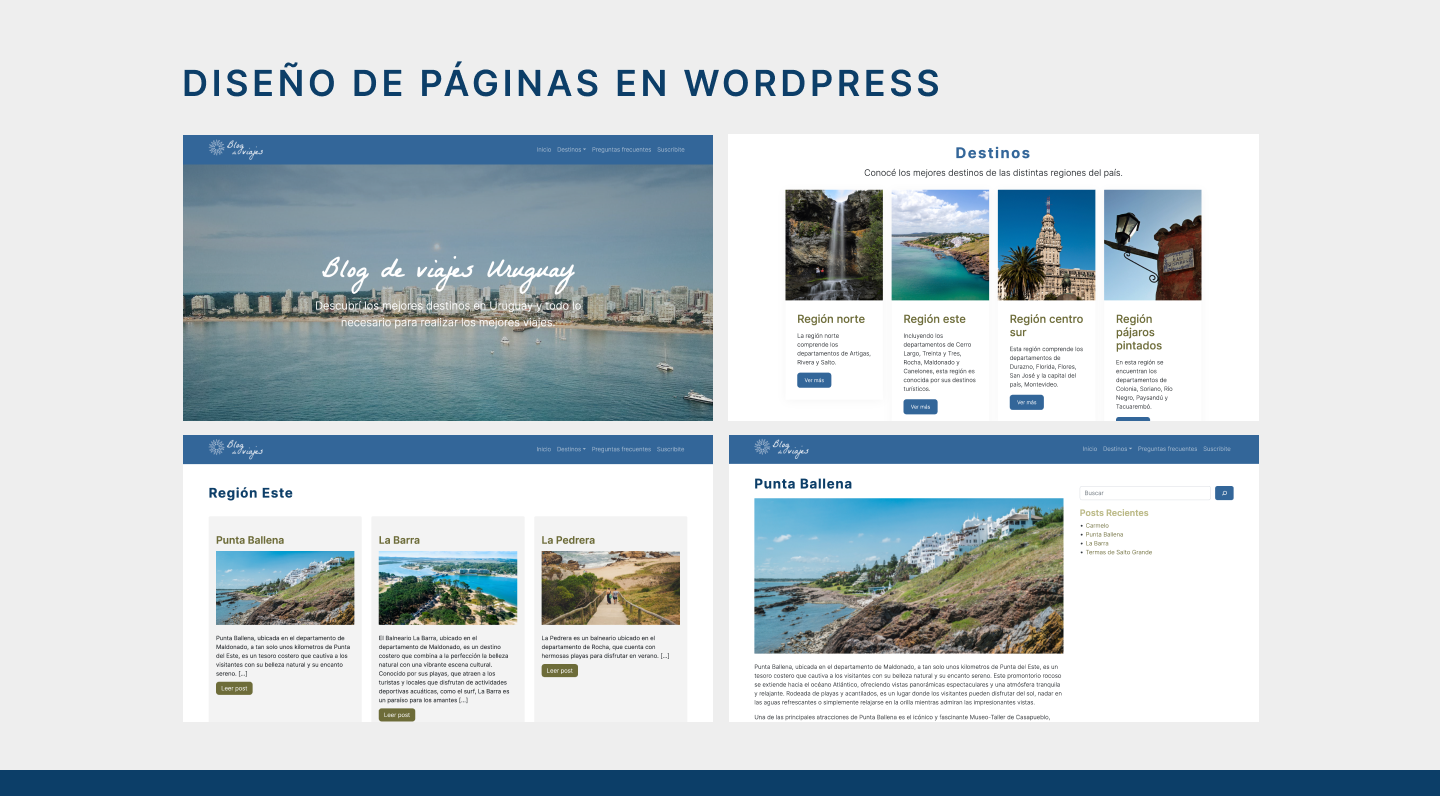 DISEÑO DE PÁGINAS EN WORDPRESS
Blog
de viajes
Inicio Destinos Preguntas frecuentes Suscribite
Blog de viajes Uruguay
Descubrí los mejores destinos en Uruguay y todo lo
necesario para realizar los mejores viajes.
Destinos
Conocé los mejores destinos de las distintas regiones del país.
Región norte
La región norte
comprende los
departamentos de Artigas,
Rivera y Salto.
Ver más
Región este
Incluyendo los
departamentos de Cerro
Largo, Treinta y Tres,
Rocha, Maldonado y
Canelones, esta región es
conocida por sus destinos
turísticos.
Ver más
Región centro
sur
Esta región comprende los
departamentos de
Durazno, Florida, Flores,
San José y la capital del
país, Montevideo.
Ver más
Región
pájaros
pintados
En esta región se
encuentran los
departamentos de
Colonia, Soriano, Río
Negro, Paysandú y
Tacuarembó.
Blog
de viajes
Inicio Destinos Preguntas frecuentes Suscribite
Región Este
Punta Ballena
Punta Ballena, ubicada en el departamento de
Maldonado, a tan solo unos kilometros de Punta
del Este, es un tesoro costero que cautiva a los
visitantes con su belleza natural y su encanto
sereno. [...]
Leer post
La Barra
El Balneario La Barra, ubicado en el
departamento de Maldonado, es un destino
costero que combina a la perfección la belleza
natural con una vibrante escena cultural.
Conocido por sus playas, que atraen a los
turistas y locales que disfrutan de actividades
deportivas acuáticas, como el surf, La Barra es
un paraíso para los amantes [...]
Leer post
La Pedrera
La Pedrera es un balneario ubicado en el
departamento de Rocha, que cuenta con
hermosas playas para disfrutar en verano. [...]
Leer post
Blog
de viajes
Inicio Destinos Preguntas frecuentes Suscribite
Punta Ballena
Punta Ballena, ubicada en el departamento de Maldonado, a tan solo unos kilometros de Punta del Este, es un
tesoro costero que cautiva a los visitantes con su belleza natural y su encanto sereno. Este promontorio rocoso
se extiende hacia el océano Atlántico, ofreciendo vistas panorámicas espectaculares y una atmósfera tranquila
y relajante. Rodeada de playas y acantilados, es un lugar donde los visitantes pueden disfrutar del sol, nadar en
las aguas refrescantes o simplemente relajarse en la orilla mientras admiran las impresionantes vistas.
Una de las principales atracciones de Punta Ballena es el icónico y fascinante Museo-Taller de Casapueblo,
Buscar
Posts Recientes
• Carmelo
• Punta Ballena
• La Barra
• Termas de Salto Grande